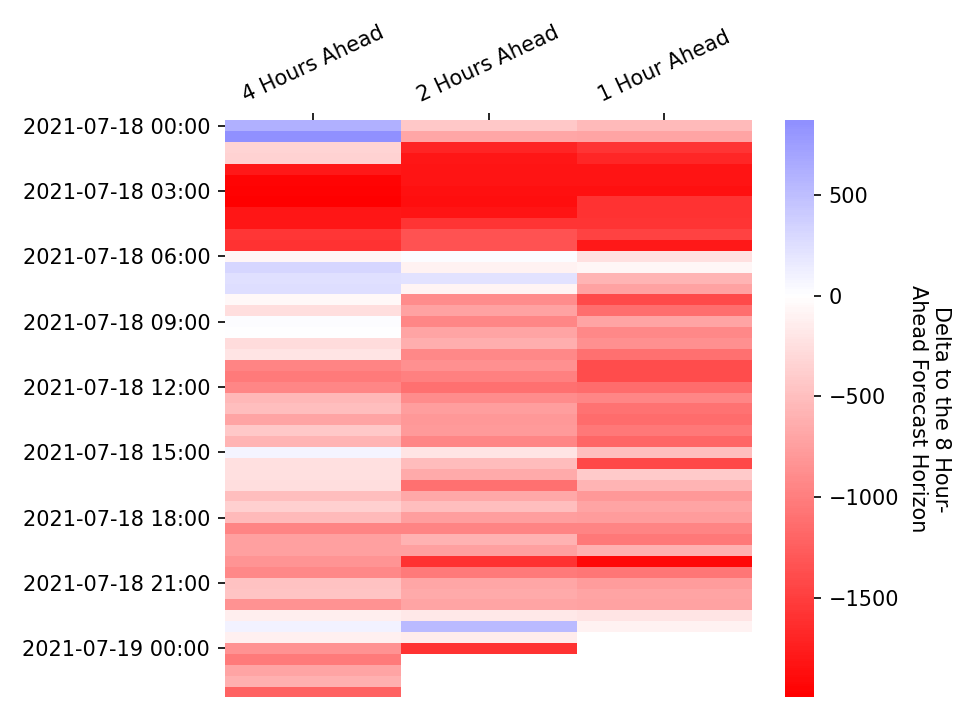 4 Hours Ahead
2 Hours Ahead
1 Hour Ahead
2021-07-18 00:00
2021-07-18 03:00
2021-07-18 06:00
2021-07-18 09:00
2021-07-18 12:00
2021-07-18 15:00
2021-07-18 18:00
2021-07-18 21:00
2021-07-19 00:00
500
0
−500
−1000
−1500
Delta to the 8 Hour-
Ahead Forecast Horizon